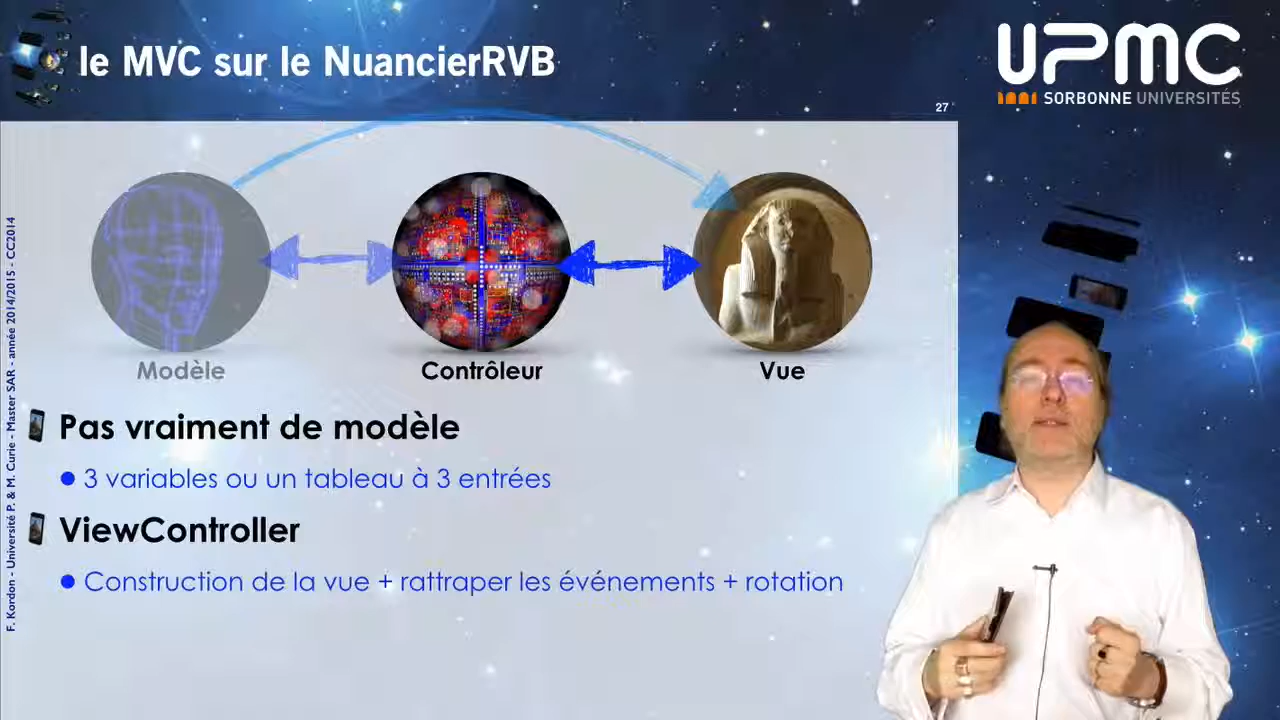 le MVC sur le NuancierRVB
UPMC
SORBONNE UNIVERSITÉS
27
Modèle
Contrôleur
Vue
Pas vraiment de modèle
3 variables ou un tableau à 3 entrées
ViewController
Construction de la vue + rattraper les événements + rotation
F. Kordon - Université P. & M. Curie - Master SAR - année 2014/2015 - CC2014